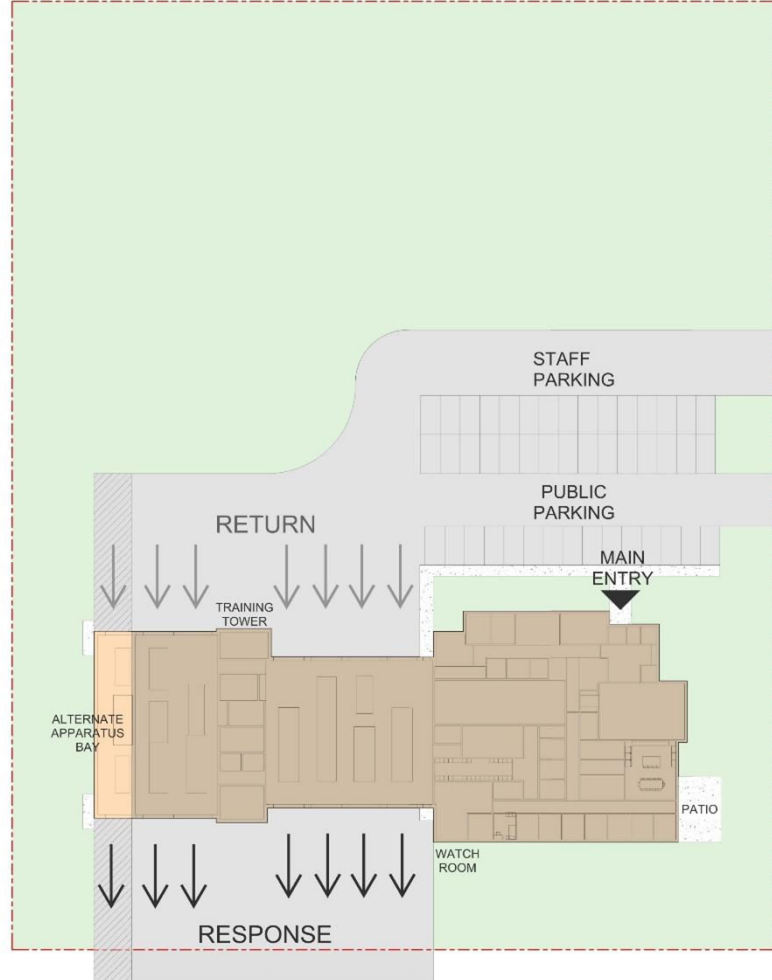 STAFF
PARKING
PUBLIC
PARKING
RETURN
MAIN
ENTRY
TRAINING
TOWER
ALTERNATE
APPARATUS
BAY
PATIO
WATCH
ROOM
RESPONSE